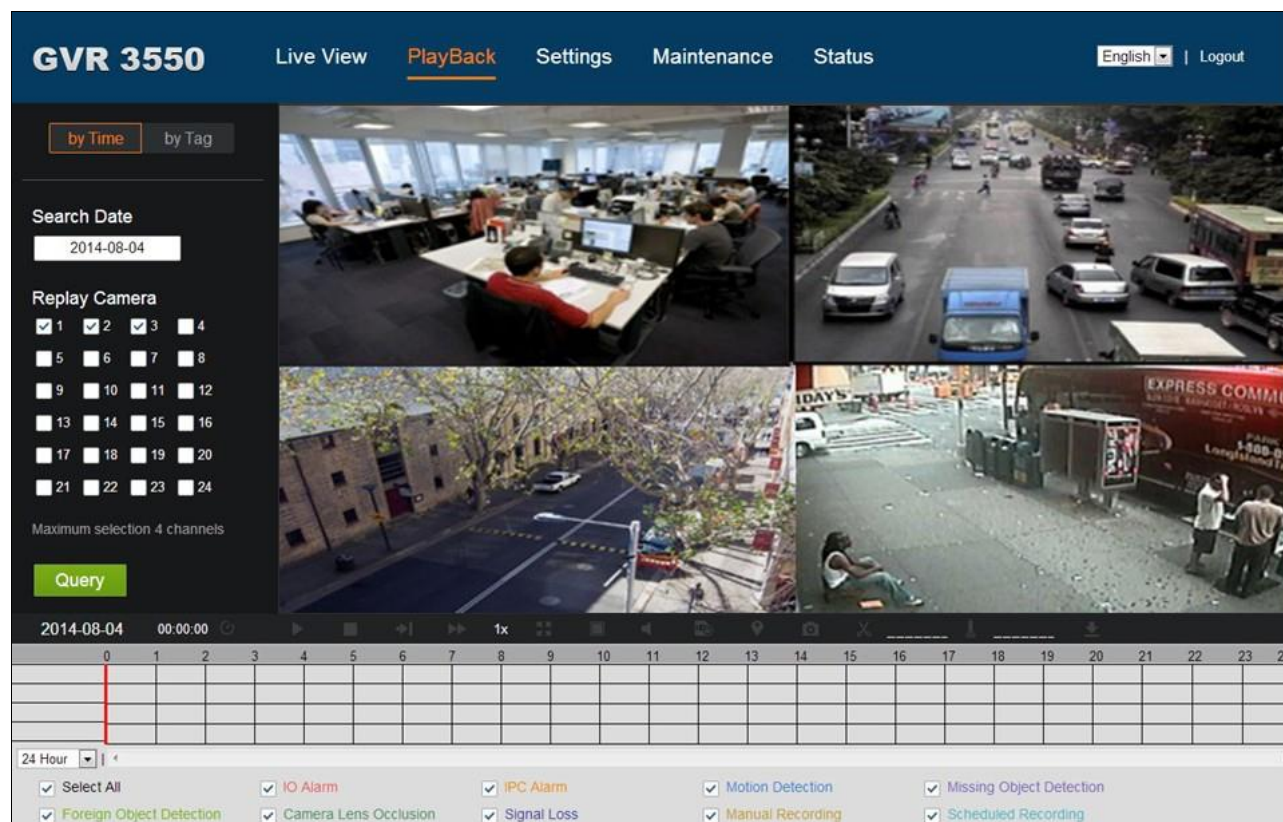 GVR 3550 Live View PlayBack Settings Maintenance Status English | Logout
by Time by Tag
Search Date
2014-08-04
Replay Camera
1 2 3 4
5 6 7 8
9 10 11 12
13 14 15 16
17 18 19 20
21 22 23 24
Maximum selection 4 channels
Query
IDAY'S
EXPRESS COMMU
2014-08-04 00:00:00 1x
0 1 2 3 4 5 6 7 8 9 10 11 12 13 14 15 16 17 18 19 20 21 22 23 2
24 Hour
Select All IO Alarm IPC Alarm Motion Detection Missing Object Detection
Foreign Object Detection Camera Lens Occlusion Signal Loss Manual Recording Scheduled Recording